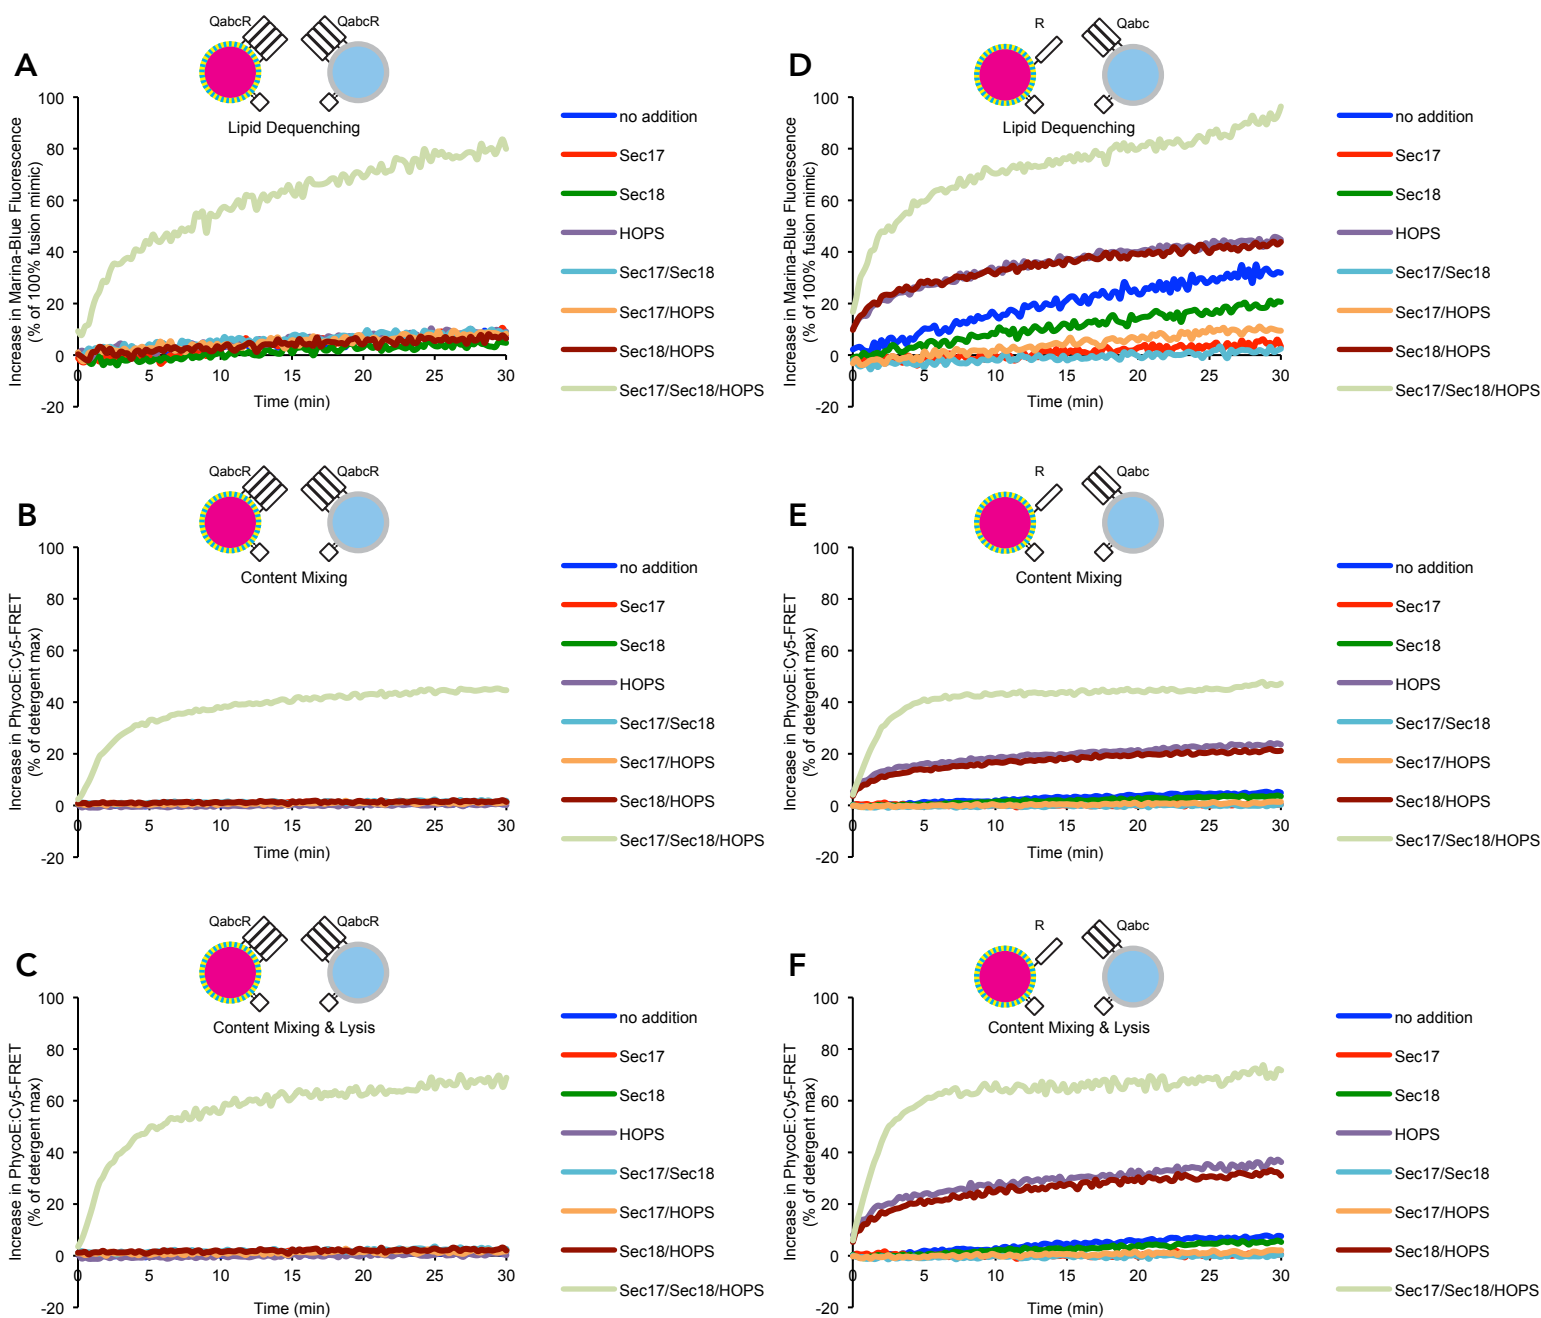 A
QabcR QabcR
Lipid Dequenching
Increase in Marina-Blue Fluorescence
(% of 100% fusion mimic)
100
80
60
40
20
0
-20
0 5 10 15 20 25 30
Time (min)
no addition
Sec17
Sec18
HOPS
Sec17/Sec18
Sec17/HOPS
Sec18/HOPS
Sec17/Sec18/HOPS
D
R Qabc
Lipid Dequenching
Increase in Marina-Blue Fluorescence
(% of 100% fusion mimic)
100
80
60
40
20
0
-20
0 5 10 15 20 25 30
Time (min)
no addition
Sec17
Sec18
HOPS
Sec17/Sec18
Sec17/HOPS
Sec18/HOPS
Sec17/Sec18/HOPS
B
QabcR QabcR
Content Mixing
Increase in PhycoE:Cy5-FRET
(% of detergent max)
100
80
60
40
20
0
-20
0 5 10 15 20 25 30
Time (min)
no addition
Sec17
Sec18
HOPS
Sec17/Sec18
Sec17/HOPS
Sec18/HOPS
Sec17/Sec18/HOPS
E
R Qabc
Content Mixing
Increase in PhycoE:Cy5-FRET
(% of detergent max)
100
80
60
40
20
0
-20
0 5 10 15 20 25 30
Time (min)
no addition
Sec17
Sec18
HOPS
Sec17/Sec18
Sec17/HOPS
Sec18/HOPS
Sec17/Sec18/HOPS
C
QabcR QabcR
Content Mixing & Lysis
Increase in PhycoE:Cy5-FRET
(% of detergent max)
100
80
60
40
20
0
-20
0 5 10 15 20 25 30
Time (min)
no addition
Sec17
Sec18
HOPS
Sec17/Sec18
Sec17/HOPS
Sec18/HOPS
Sec17/Sec18/HOPS
F
R Qabc
Content Mixing & Lysis
Increase in PhycoE:Cy5-FRET
(% of detergent max)
100
80
60
40
20
0
-20
0 5 10 15 20 25 30
Time (min)
no addition
Sec17
Sec18
HOPS
Sec17/Sec18
Sec17/HOPS
Sec18/HOPS
Sec17/Sec18/HOPS